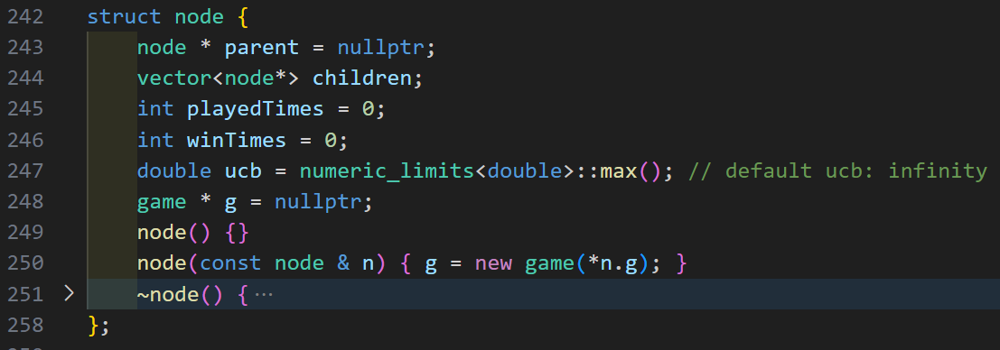 242 struct node {
243 node * parent = nullptr;
244 vector<node*> children;
245 int playedTimes = 0;
246 int winTimes = 0;
247 double ucb = numeric_limits<double>::max(); // default ucb: infinity
248 game * g = nullptr;
249 node() {}
250 node(const node & n) { g = new game(*n.g); }
251 > ~node() { ...
258 };